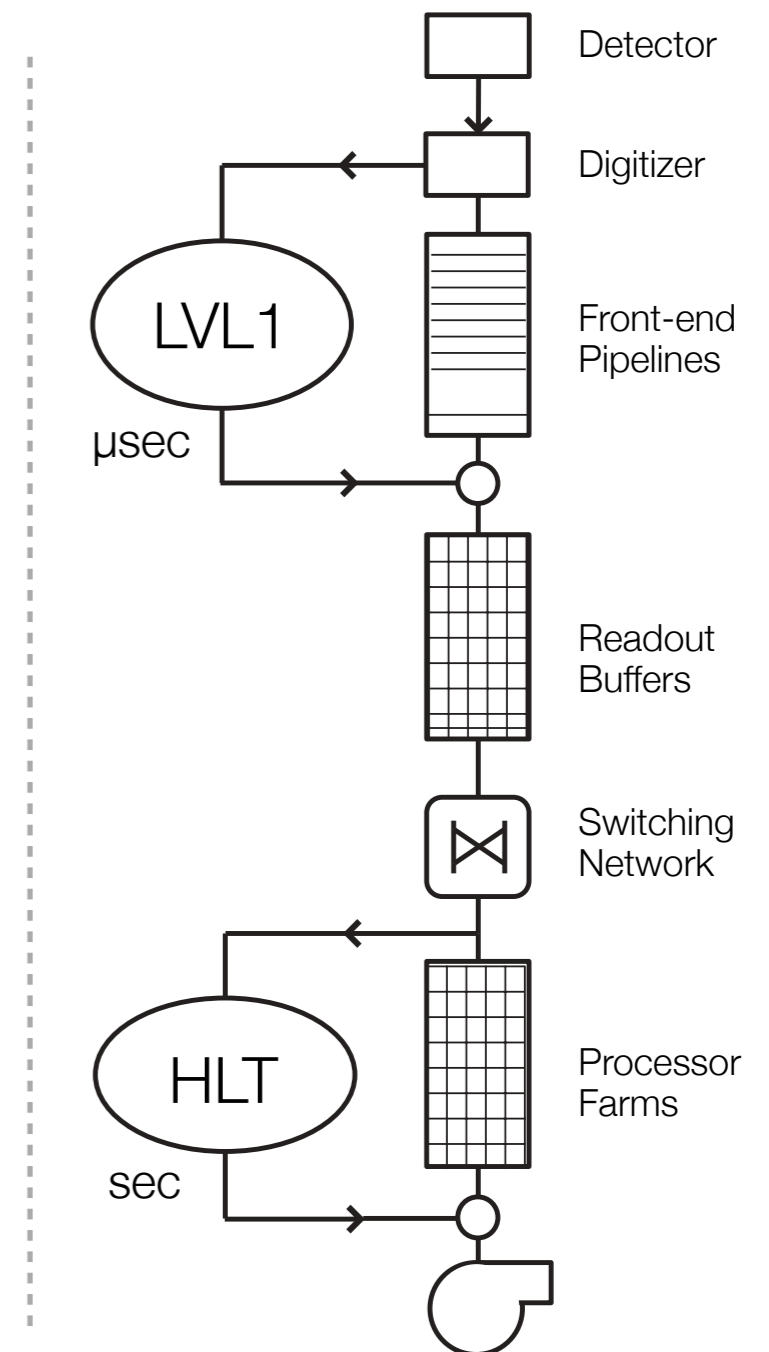 Detector
Digitizer
LVL1
Front-end
Pipelines
µsec
Readout
Buffers
Switching
Network
HLT
Processor
Farms
sec